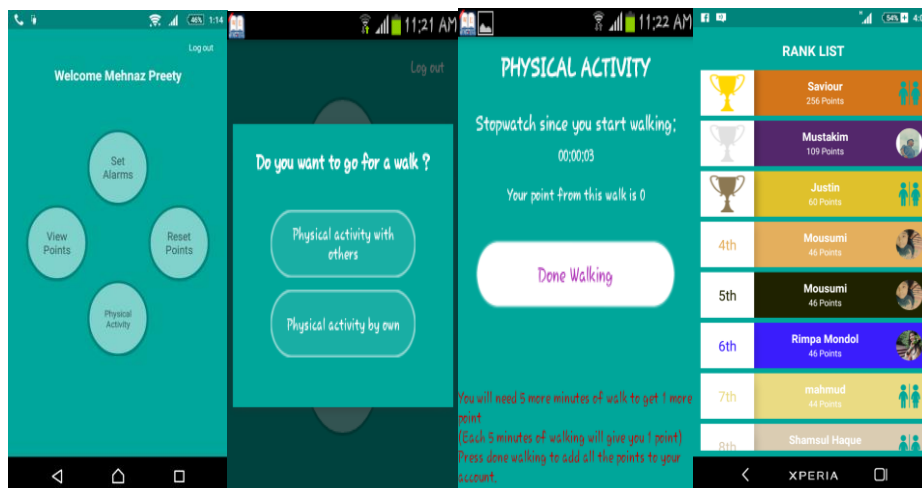 46% 1:14
Log out
Welcome Mehnaz Preety
Set
Alarms
View
Points
Reset
Points
Physical
Activity
11:21 AM
Log out
Do you want to go for a walk ?
Physical activity with
others
Physical activity by own
11:22 AM
PHYSICAL ACTIVITY
Stopwatch since you start walking:
00:00:03
Your point from this walk is 0
Done Walking
You will need 5 more minutes of walk to get 1 more
point
(Each 5 minutes of walking will give you 1 point)
Press done walking to add all the points to your
account.
54%
RANK LIST
Saviour
256 Points
Mustakim
109 Points
Justin
60 Points
4th
Mousumi
46 Points
5th
Mousumi
46 Points
6th
Rimpa Mondol
46 Points
7th
mahmud
44 Points
8th
Shamsul Haque
XPERIA